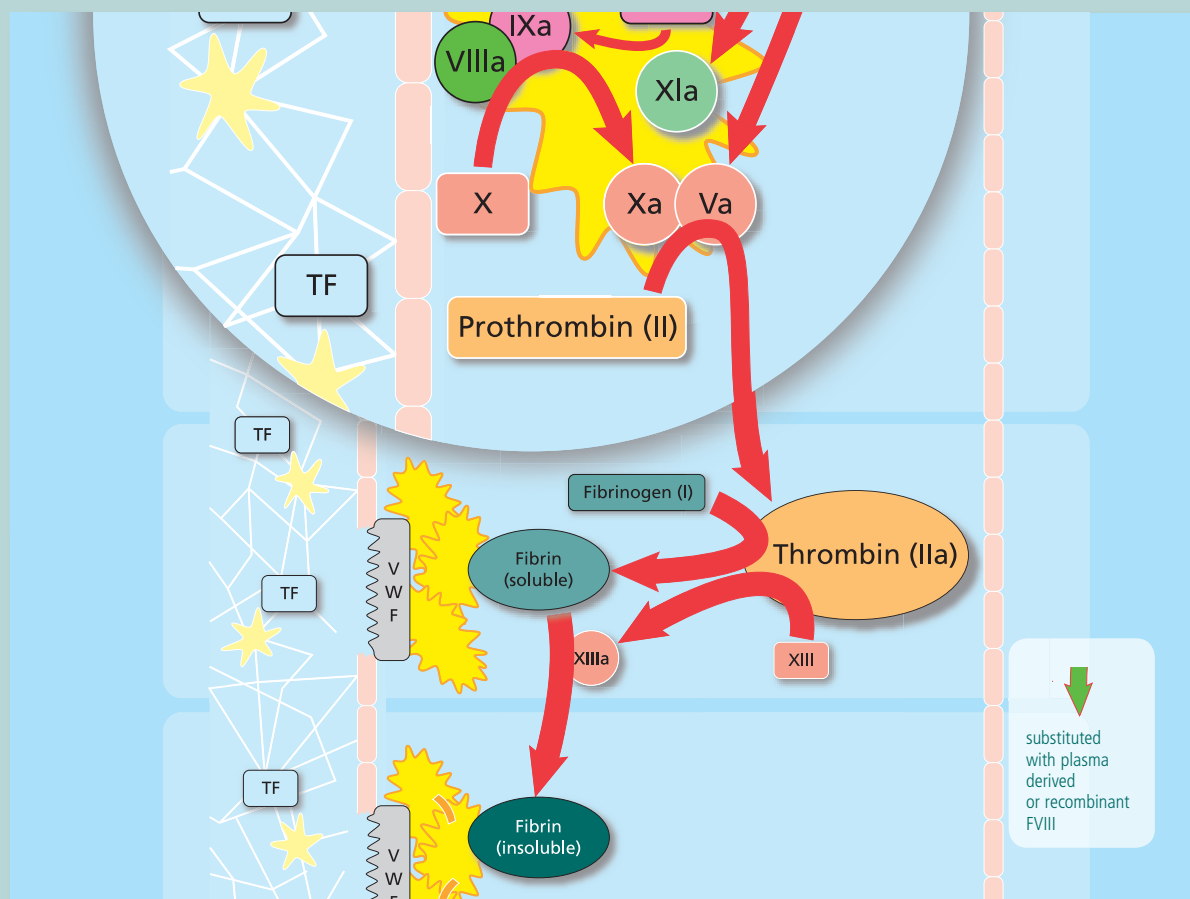 IXa
VIIIa
XIa
X
Xa
Va
TF
Prothrombin (II)
TF
Fibrinogen (I)
Thrombin (IIa)
Fibrin
(soluble)
V
W
F
TF
XIIIa
XIII
substituted
with plasma
derived
or recombinant
FVIII
TF
Fibrin
(insoluble)
V
W
F